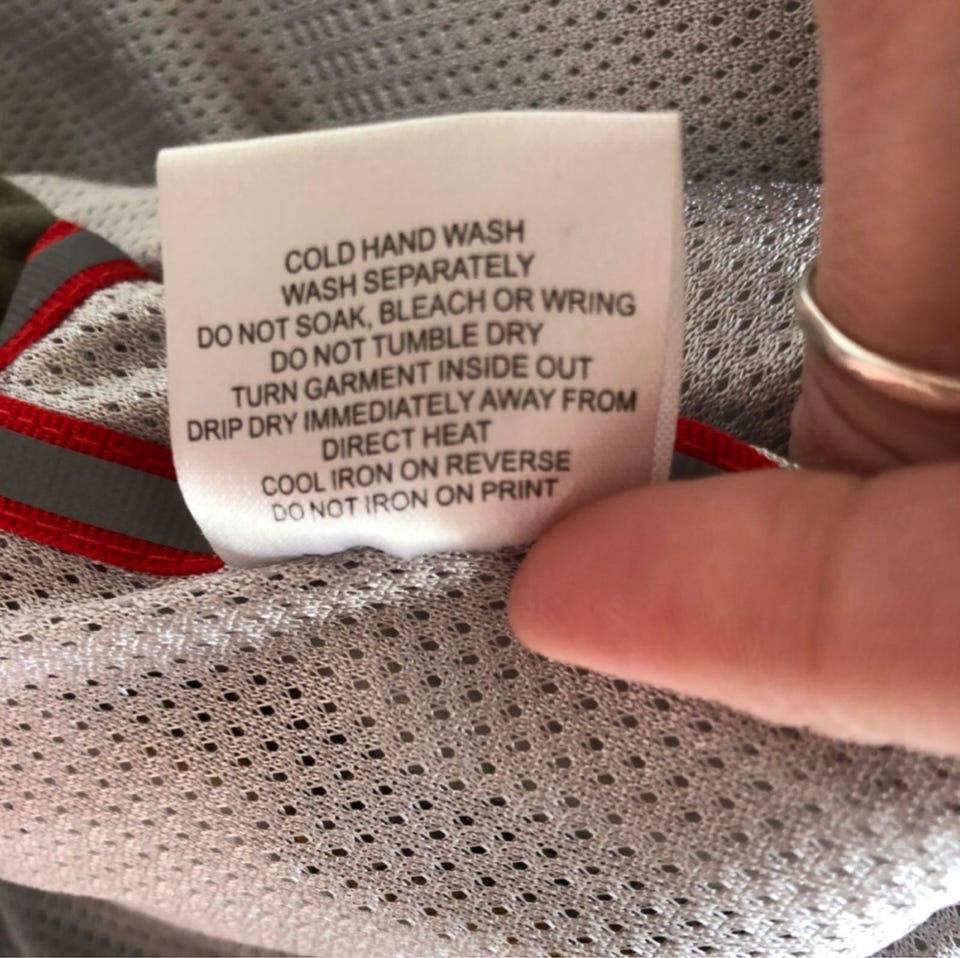 COLD HAND WASH
WASH SEPARATELY
DO NOT SOAK, BLEACH OR WRING
DO NOT TUMBLE DRY
TURN GARMENT INSIDE OUT
DRIP DRY IMMEDIATELY AWAY FROM
DIRECT HEAT
COOL IRON ON REVERSE
DO NOT IRON ON PRINT